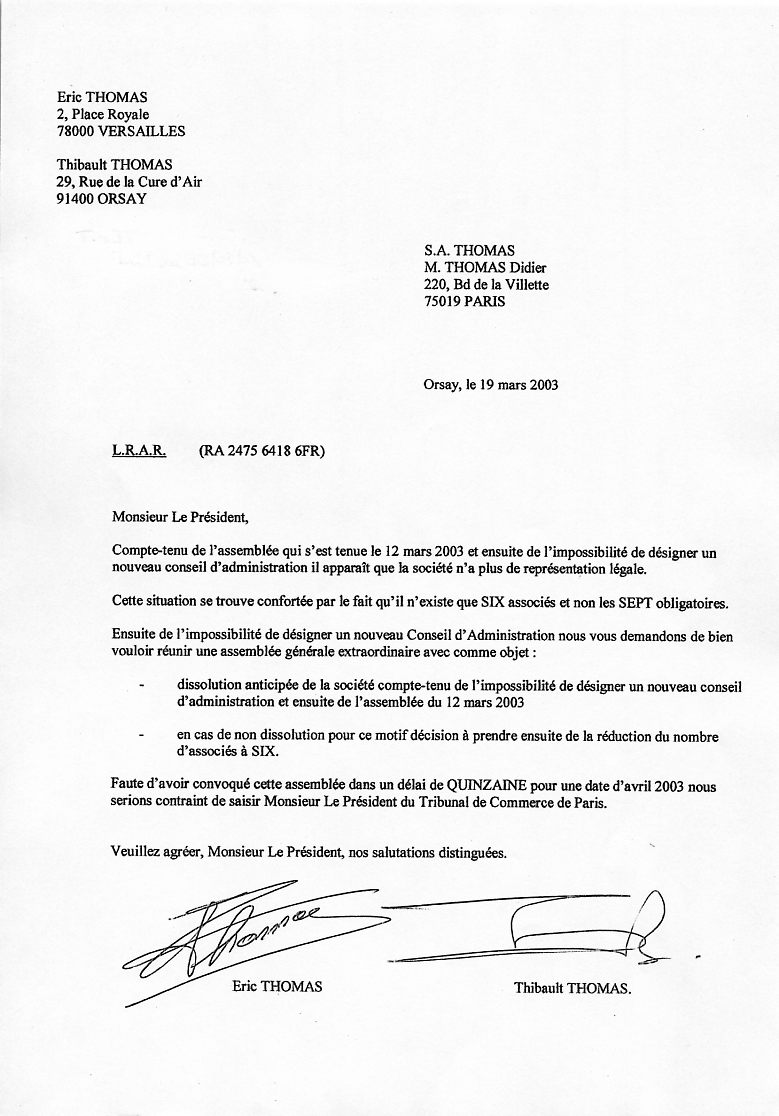 Eric THOMAS
2, Place Royale
78000 VERSAILLES
Thibault THOMAS
29, Rue de la Cure d'Air
91400 ORSAY
S.A. THOMAS
M. THOMAS Didier
220, Bd de la Villette
75019 PARIS
Orsay, le 19 mars 2003
L.R.A.R. (RA 2475 6418 6FR)
Monsieur Le Président,
Compte-tenu de l'assemblée qui s'est tenue le 12 mars 2003 et ensuite de l'impossibilité de désigner un
nouveau conseil d'administration il apparaît que la société n'a plus de représentation légale.
Cette situation se trouve confortée par le fait qu'il n'existe que SIX associés et non les SEPT obligatoires.
Ensuite de l'impossibilité de désigner un nouveau Conseil d'Administration nous vous demandons de bien
vouloir réunir une assemblée générale extraordinaire avec comme objet :
- dissolution anticipée de la société compte-tenu de l'impossibilité de désigner un nouveau conseil
d'administration et ensuite de l'assemblée du 12 mars 2003
- en cas de non dissolution pour ce motif décision à prendre ensuite de la réduction du nombre
d'associés à SIX.
Faute d'avoir convoqué cette assemblée dans un délai de QUINZAINE pour une date d'avril 2003 nous
serions contraint de saisir Monsieur Le Président du Tribunal de Commerce de Paris.
Veuillez agréer, Monsieur Le Président, nos salutations distinguées.
Thomas
Eric THOMAS
Thibault THOMAS.